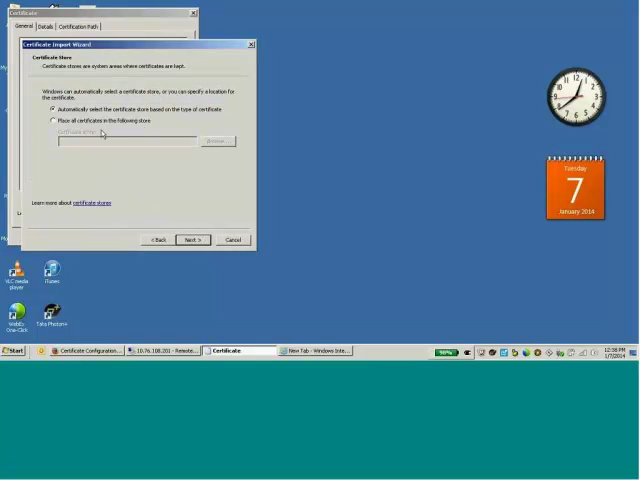 Certificate
General
Details
Certification Path
Certificate Import Wizard
Certificate Store
Certificate stores are system areas where certificates are kept.
Windows can automatically select a certificate store, or you can specify a location for
the certificate.
Automatically select the certificate store based on the type of certificate
Place all certificates in the following store
Certificate store:
Browse...
Learn more about certificate stores
< Back
Next >
Cancel
12
Tuesday
7
January 2014
VLC media
player
iTunes
WebEx
One-Click
Tata Photon+
Start
Certificate Configuration...
10.76.108.201 - Remote...
Certificate
New Tab - Windows Inte...
12:38 PM
1/7/2014